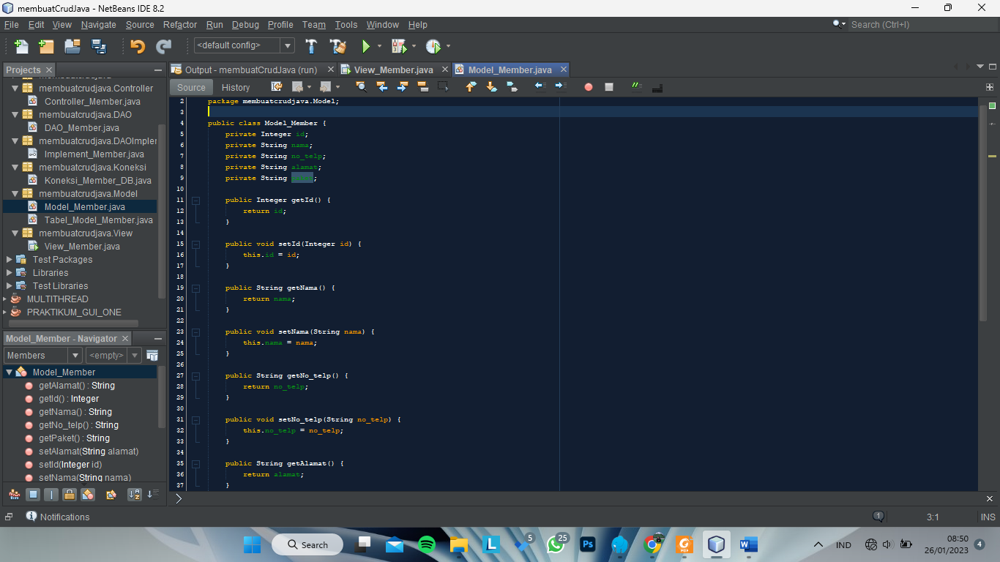 membuatCrudJava - NetBeans IDE 8.2
File Edit View Navigate Source Refactor Run Debug Profile Team Tools Window Help
Search (Ctrl+I)
<default config>
Projects
Output - membuatCrudJava (run)
View_Member.java
Model_Member.java
Source History
membuatcrudjava.Controller
Controller_Member.java
membuatcrudjava.DAO
DAO_Member.java
membuatcrudjava.DAOImplem
Implement_Member.java
membuatcrudjava.Koneksi
Koneksi_Member_DB.java
membuatcrudjava.Model
Model_Member.java
Tabel_Model_Member.java
membuatcrudjava.View
View_Member.java
Test Packages
Libraries
Test Libraries
MULTITHREAD
PRAKTIKUM_GUI_ONE
Model_Member - Navigator
Members
<empty>
Model_Member
getAlamat() : String
getId() : Integer
getNama() : String
getNo_telp() : String
getPaket() : String
setAlamat(String alamat)
setId(Integer id)
setNama(String nama)
2 package membuatcrudjava.Model;
3
4 public class Model_Member {
5 private Integer id;
6 private String nama;
7 private String no_telp;
8 private String alamat;
9 private String ;
10
11 public Integer getId() {
12 return id;
13 }
14
15 public void setId(Integer id) {
16 this.id = id;
17 }
18
19 public String getNama() {
20 return nama;
21 }
22
23 public void setNama(String nama) {
24 this.nama = nama;
25 }
26
27 public String getNo_telp() {
28 return no_telp;
29 }
30
31 public void setNo_telp(String no_telp) {
32 this.no_telp = no_telp;
33 }
34
35 public String getAlamat() {
36 return alamat;
37 }
Notifications
1
3:1
INS
Search
L
5
25
Ps
PDF
W
IND
08:50
26/01/2023
4